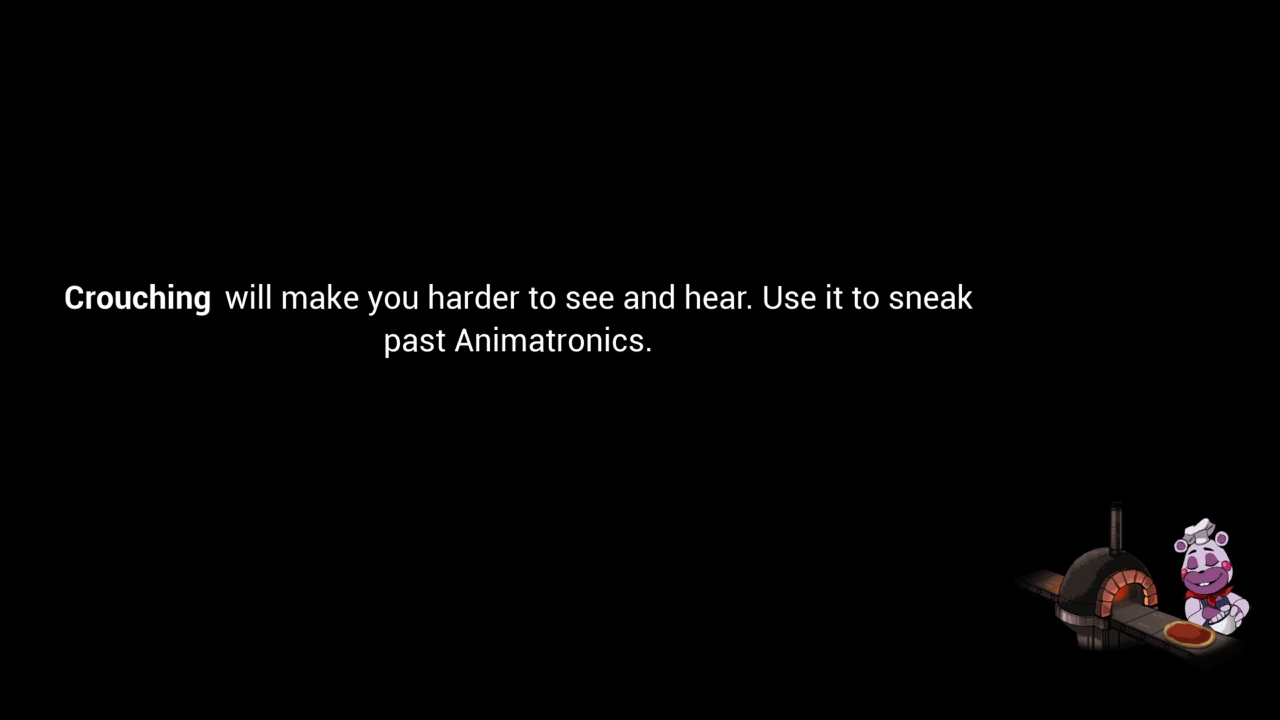 Crouching will make you harder to see and hear. Use it to sneak
past Animatronics.